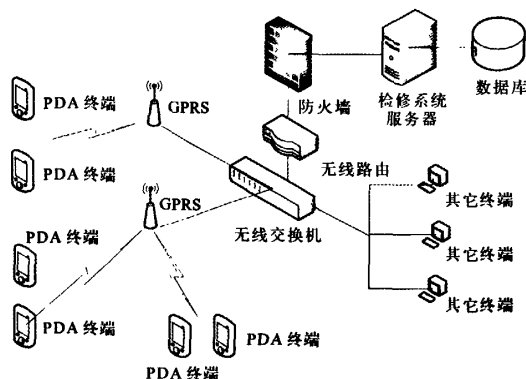 PDA 终端
GPRS
防火墙
检修系统
服务器
数据库
PDA 终端
无线路由
GPRS
其它终端
PDA 终端
无线交换机
其它终端
PDA 终端
其它终端
PDA 终端
PDA 终端